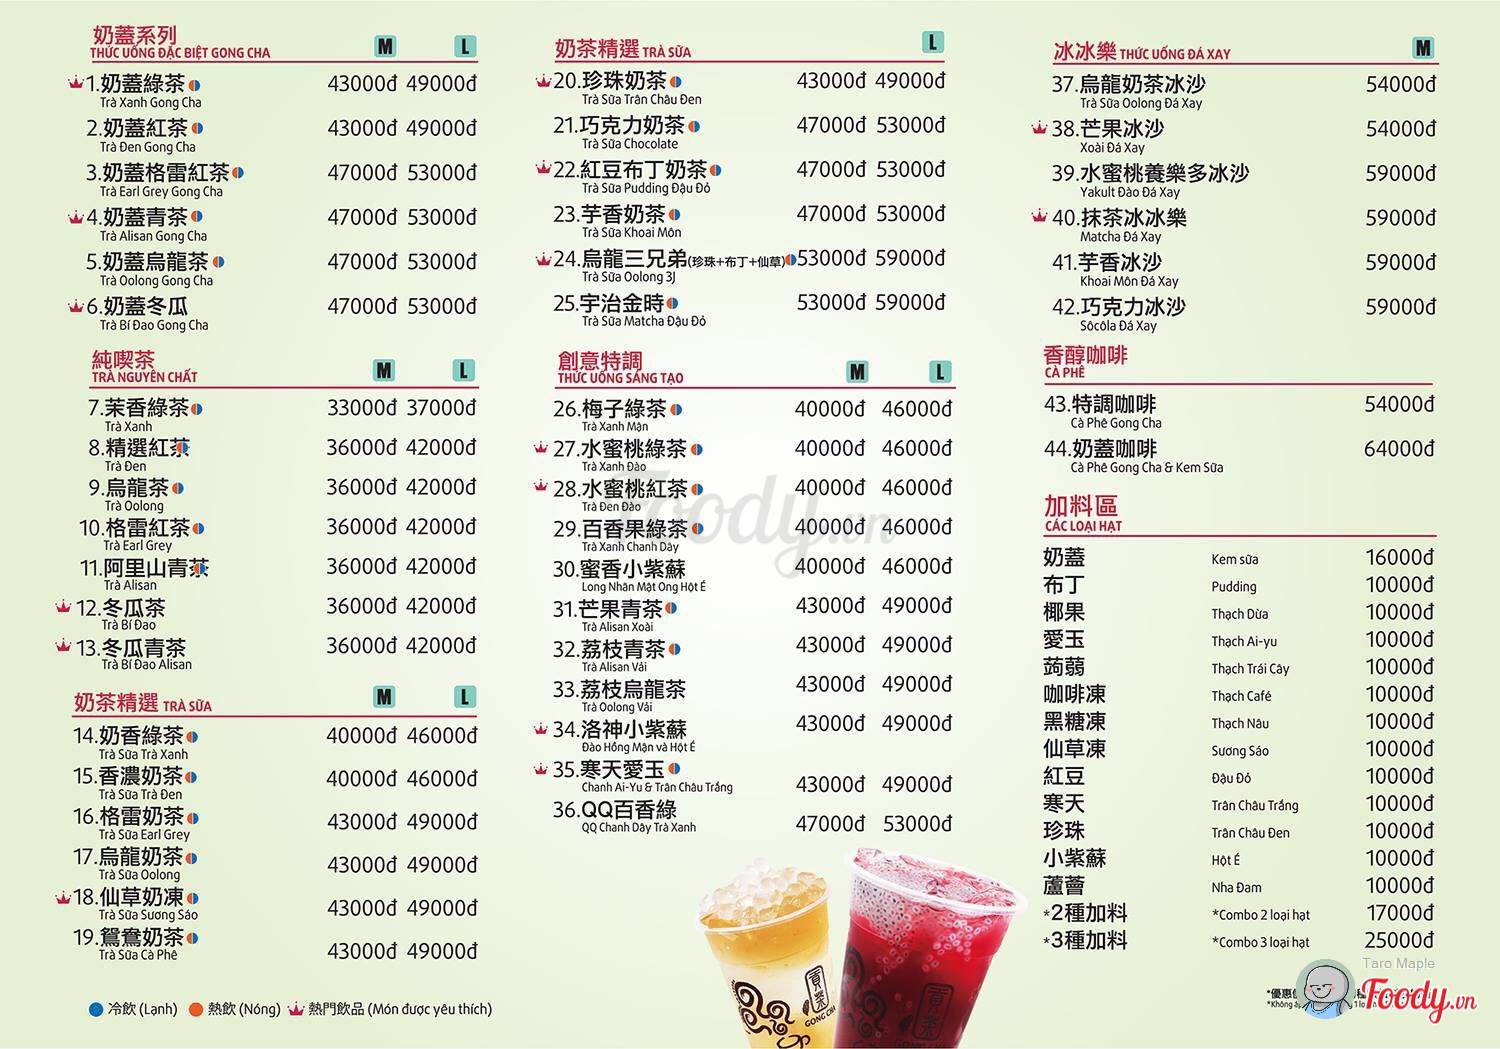 奶蓋系列
THỨC UỐNG ĐẶC BIỆT GONG CHA M L
1.奶蓋綠茶 43000đ 49000đ
Trà Xanh Gong Cha
2.奶蓋紅茶 43000đ 49000đ
Trà Đen Gong Cha
3.奶蓋格雷紅茶 47000đ 53000đ
Trà Earl Grey Gong Cha
4.奶蓋青茶 47000đ 53000đ
Trà Alisan Gong Cha
5.奶蓋烏龍茶 47000đ 53000đ
Trà Oolong Gong Cha
6.奶蓋冬瓜 47000đ 53000đ
Trà Bí Đao Gong Cha
純喫茶
TRÀ NGUYÊN CHẤT M L
7.茉香綠茶 33000đ 37000đ
Trà Xanh
8.精選紅茶 36000đ 42000đ
Trà Đen
9.烏龍茶 36000đ 42000đ
Trà Oolong
10.格雷紅茶 36000đ 42000đ
Trà Earl Grey
11.阿里山青茶 36000đ 42000đ
Trà Alisan
12.冬瓜茶 36000đ 42000đ
Trà Bí Đao
13.冬瓜青茶 36000đ 42000đ
Trà Bí Đao Alisan
奶茶精選 TRÀ SỮA M L
14.奶香綠茶 40000đ 46000đ
Trà Sữa Trà Xanh
15.香濃奶茶 40000đ 46000đ
Trà Sữa Trà Đen
16.格雷奶茶 43000đ 49000đ
Trà Sữa Earl Grey
17.烏龍奶茶 43000đ 49000đ
Trà Sữa Oolong
18.仙草奶凍 43000đ 49000đ
Trà Sữa Sương Sáo
19.鴛鴦奶茶 43000đ 49000đ
Trà Sữa Cà Phê
冷飲 (Lạnh) 熱飲 (Nóng) 熱門飲品 (Món được yêu thích)
奶茶精選 TRÀ SỮA L
20.珍珠奶茶 43000đ 49000đ
Trà Sữa Trân Châu Đen
21.巧克力奶茶 47000đ 53000đ
Trà Sữa Chocolate
22.紅豆布丁奶茶 47000đ 53000đ
Trà Sữa Pudding Đậu Đỏ
23.芋香奶茶 47000đ 53000đ
Trà Sữa Khoai Môn
24.烏龍三兄弟(珍珠+布丁+仙草) 53000đ 59000đ
Trà Sữa Oolong 3J
25.宇治金時 53000đ 59000đ
Trà Sữa Matcha Đậu Đỏ
創意特調
THỨC UỐNG SÁNG TẠO M L
26.梅子綠茶 40000đ 46000đ
Trà Xanh Mận
27.水蜜桃綠茶 40000đ 46000đ
Trà Xanh Đào
28.水蜜桃紅茶 40000đ 46000đ
Trà Đen Đào
29.百香果綠茶 40000đ 46000đ
Trà Xanh Chanh Dây
30.蜜香小紫蘇 40000đ 46000đ
Long Nhãn Mật Ong Hột É
31.芒果青茶 43000đ 49000đ
Trà Alisan Xoài
32.荔枝青茶 43000đ 49000đ
Trà Alisan Vải
33.荔枝烏龍茶 43000đ 49000đ
Trà Oolong Vải
34.洛神小紫蘇 43000đ 49000đ
Đào Hồng Mận và Hột É
35.寒天愛玉 43000đ 49000đ
Chanh Ai-Yu & Trân Châu Trắng
36.QQ百香綠 47000đ 53000đ
QQ Chanh Dây Trà Xanh
Foody.vn
貢茶
GONG CHA
貢茶
冰冰樂 THỨC UỐNG ĐÁ XAY M
37.烏龍奶茶冰沙 54000đ
Trà Sữa Oolong Đá Xay
38.芒果冰沙 54000đ
Xoài Đá Xay
39.水蜜桃養樂多冰沙 59000đ
Yakult Đào Đá Xay
40.抹茶冰冰樂 59000đ
Matcha Đá Xay
41.芋香冰沙 59000đ
Khoai Môn Đá Xay
42.巧克力冰沙 59000đ
Sôcôla Đá Xay
香醇咖啡
CÀ PHÊ
43.特調咖啡 54000đ
Cà Phê Gong Cha
44.奶蓋咖啡 64000đ
Cà Phê Gong Cha & Kem Sữa
加料區
CÁC LOẠI HẠT
奶蓋 Kem sữa 16000đ
布丁 Pudding 10000đ
椰果 Thạch Dừa 10000đ
愛玉 Thạch Ai-yu 10000đ
蒟蒻 Thạch Trái Cây 10000đ
咖啡凍 Thạch Café 10000đ
黑糖凍 Thạch Nâu 10000đ
仙草凍 Sương Sáo 10000đ
紅豆 Đậu Đỏ 10000đ
寒天 Trân Châu Trắng 10000đ
珍珠 Trân Châu Đen 10000đ
小紫蘇 Hột É 10000đ
蘆薈 Nha Đam 10000đ
*2種加料 *Combo 2 loại hạt 17000đ
*3種加料 *Combo 3 loại hạt 25000đ
Taro Maple
Foody.vn
*優惠
*Không